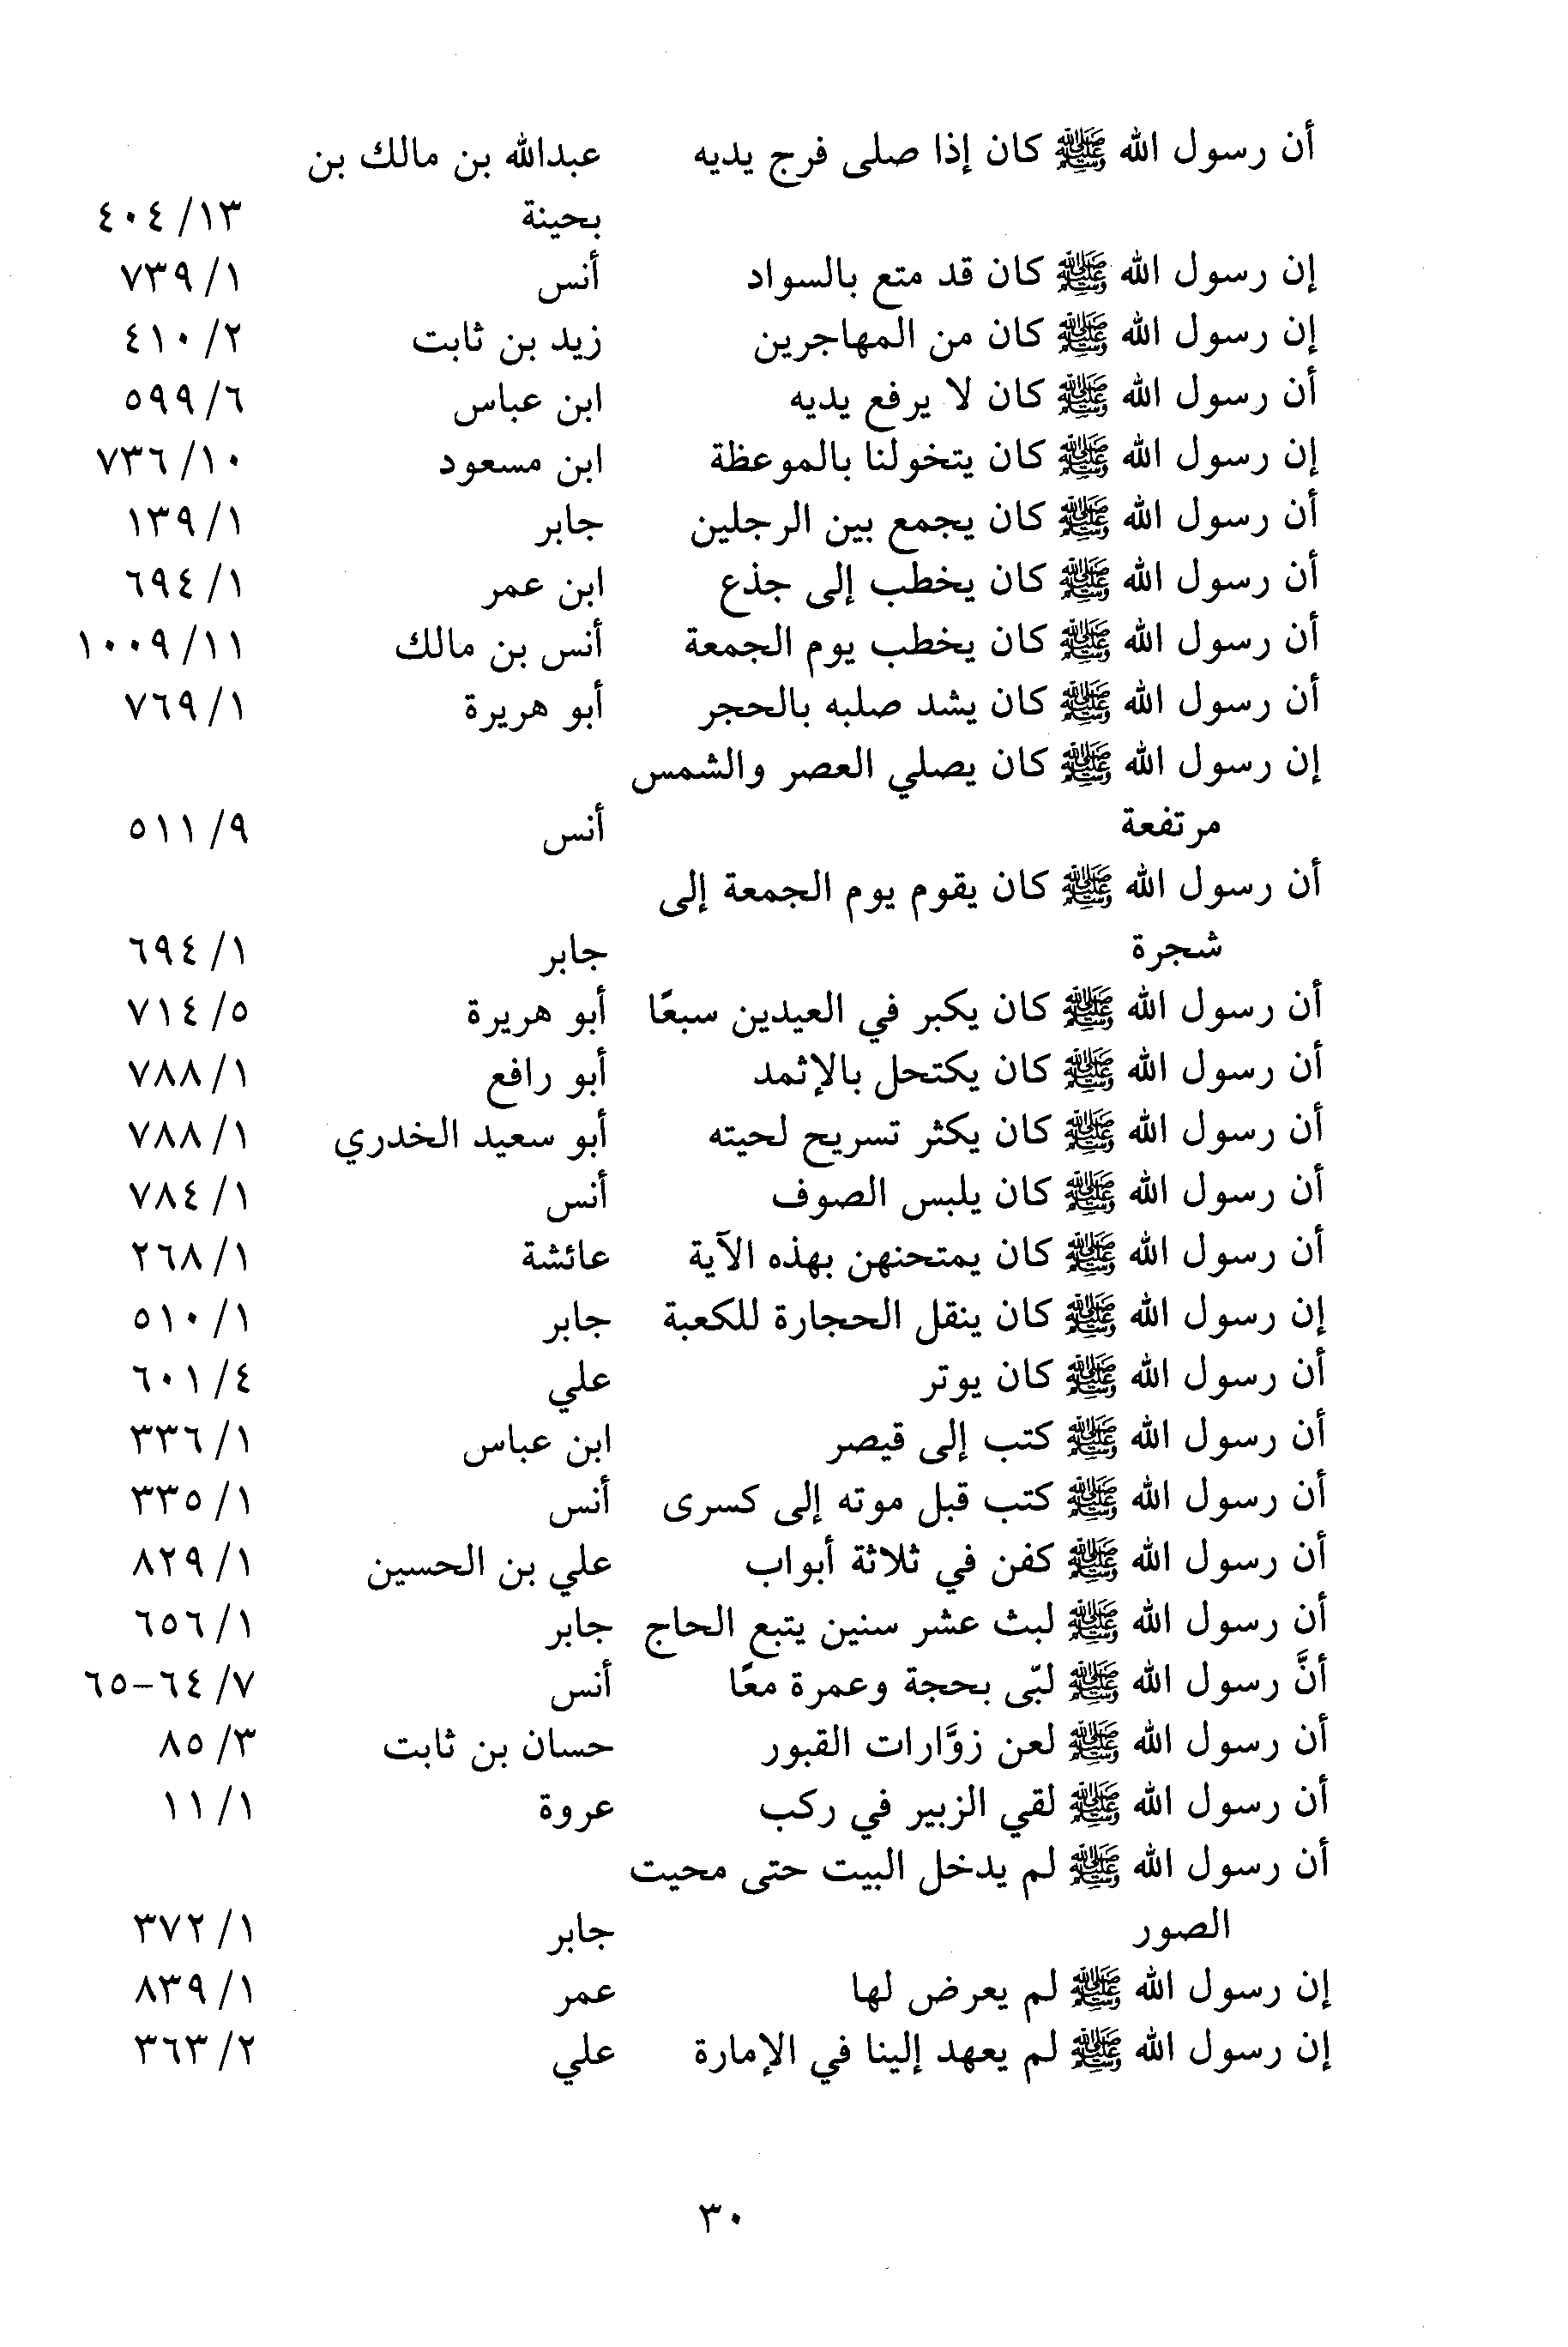 أن رسول الله ﷺ كان إذا صلى فرج يديه عبدالله بن مالك بن
بحينة ١٣/ ٤٠٤
إن رسول الله ﷺ كان قد متع بالسواد أنس ١/ ٧٣٩
إن رسول الله ﷺ كان من المهاجرين زيد بن ثابت ٢/ ٤١٠
أن رسول الله ﷺ كان لا يرفع يديه ابن عباس ٦/ ٥٩٩
إن رسول الله ﷺ كان يتخولنا بالموعظة ابن مسعود ١٠/ ٧٣٦
أن رسول الله ﷺ كان يجمع بين الرجلين جابر ١/ ١٣٩
أن رسول الله ﷺ كان يخطب إلى جذع ابن عمر ١/ ٦٩٤
أن رسول الله ﷺ كان يخطب يوم الجمعة أنس بن مالك ١١/ ١٠٠٩
أن رسول الله ﷺ كان يشد صلبه بالحجر أبو هريرة ١/ ٧٦٩
إن رسول الله ﷺ كان يصلي العصر والشمس
مرتفعة أنس ٩/ ٥١١
أن رسول الله ﷺ كان يقوم يوم الجمعة إلى
شجرة جابر ١/ ٦٩٤
أن رسول الله ﷺ كان يكبر في العيدين سبعًا أبو هريرة ٥/ ٧١٤
أن رسول الله ﷺ كان يكتحل بالإثمد أبو رافع ١/ ٧٨٨
أن رسول الله ﷺ كان يكثر تسريح لحيته أبو سعيد الخدري ١/ ٧٨٨
أن رسول الله ﷺ كان يلبس الصوف أنس ١/ ٧٨٤
أن رسول الله ﷺ كان يمتحنهن بهذه الآية عائشة ١/ ٢٦٨
إن رسول الله ﷺ كان ينقل الحجارة للكعبة جابر ١/ ٥١٠
أن رسول الله ﷺ كان يوتر علي ٤/ ٦٠١
أن رسول الله ﷺ كتب إلى قيصر ابن عباس ١/ ٣٣٦
أن رسول الله ﷺ كتب قبل موته إلى كسرى أنس ١/ ٣٣٥
أن رسول الله ﷺ كفن في ثلاثة أبواب علي بن الحسين ١/ ٨٢٩
أن رسول الله ﷺ لبث عشر سنين يتبع الحاج جابر ١/ ٦٥٦
أنَّ رسول الله ﷺ لبّى بحجة وعمرة معًا أنس ٧/ ٦٤-٦٥
أن رسول الله ﷺ لعن زوَّارات القبور حسان بن ثابت ٣/ ٨٥
أن رسول الله ﷺ لقي الزبير في ركب عروة ١/ ١١
أن رسول الله ﷺ لم يدخل البيت حتى محيت
الصور جابر ١/ ٣٧٢
إن رسول الله ﷺ لم يعرض لها عمر ١/ ٨٣٩
إن رسول الله ﷺ لم يعهد إلينا في الإمارة علي ٢/ ٣٦٣
٣٠